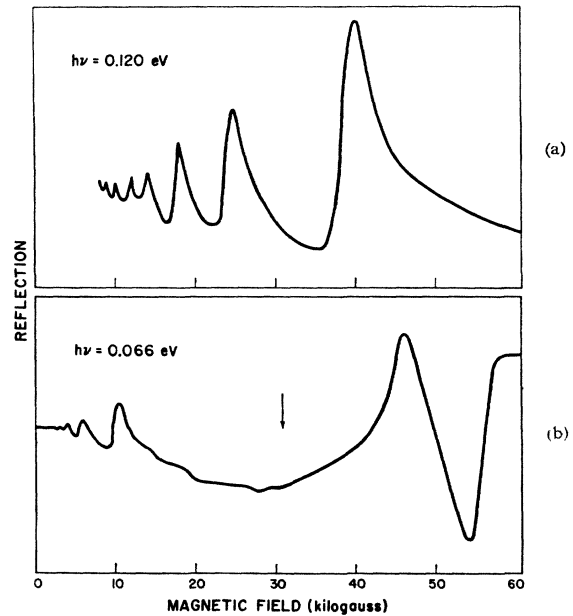 hν = 0.120 eV
(a)
REFLECTION
hν = 0.066 eV
(b)
0 10 20 30 40 50 60
MAGNETIC FIELD (kilogauss)